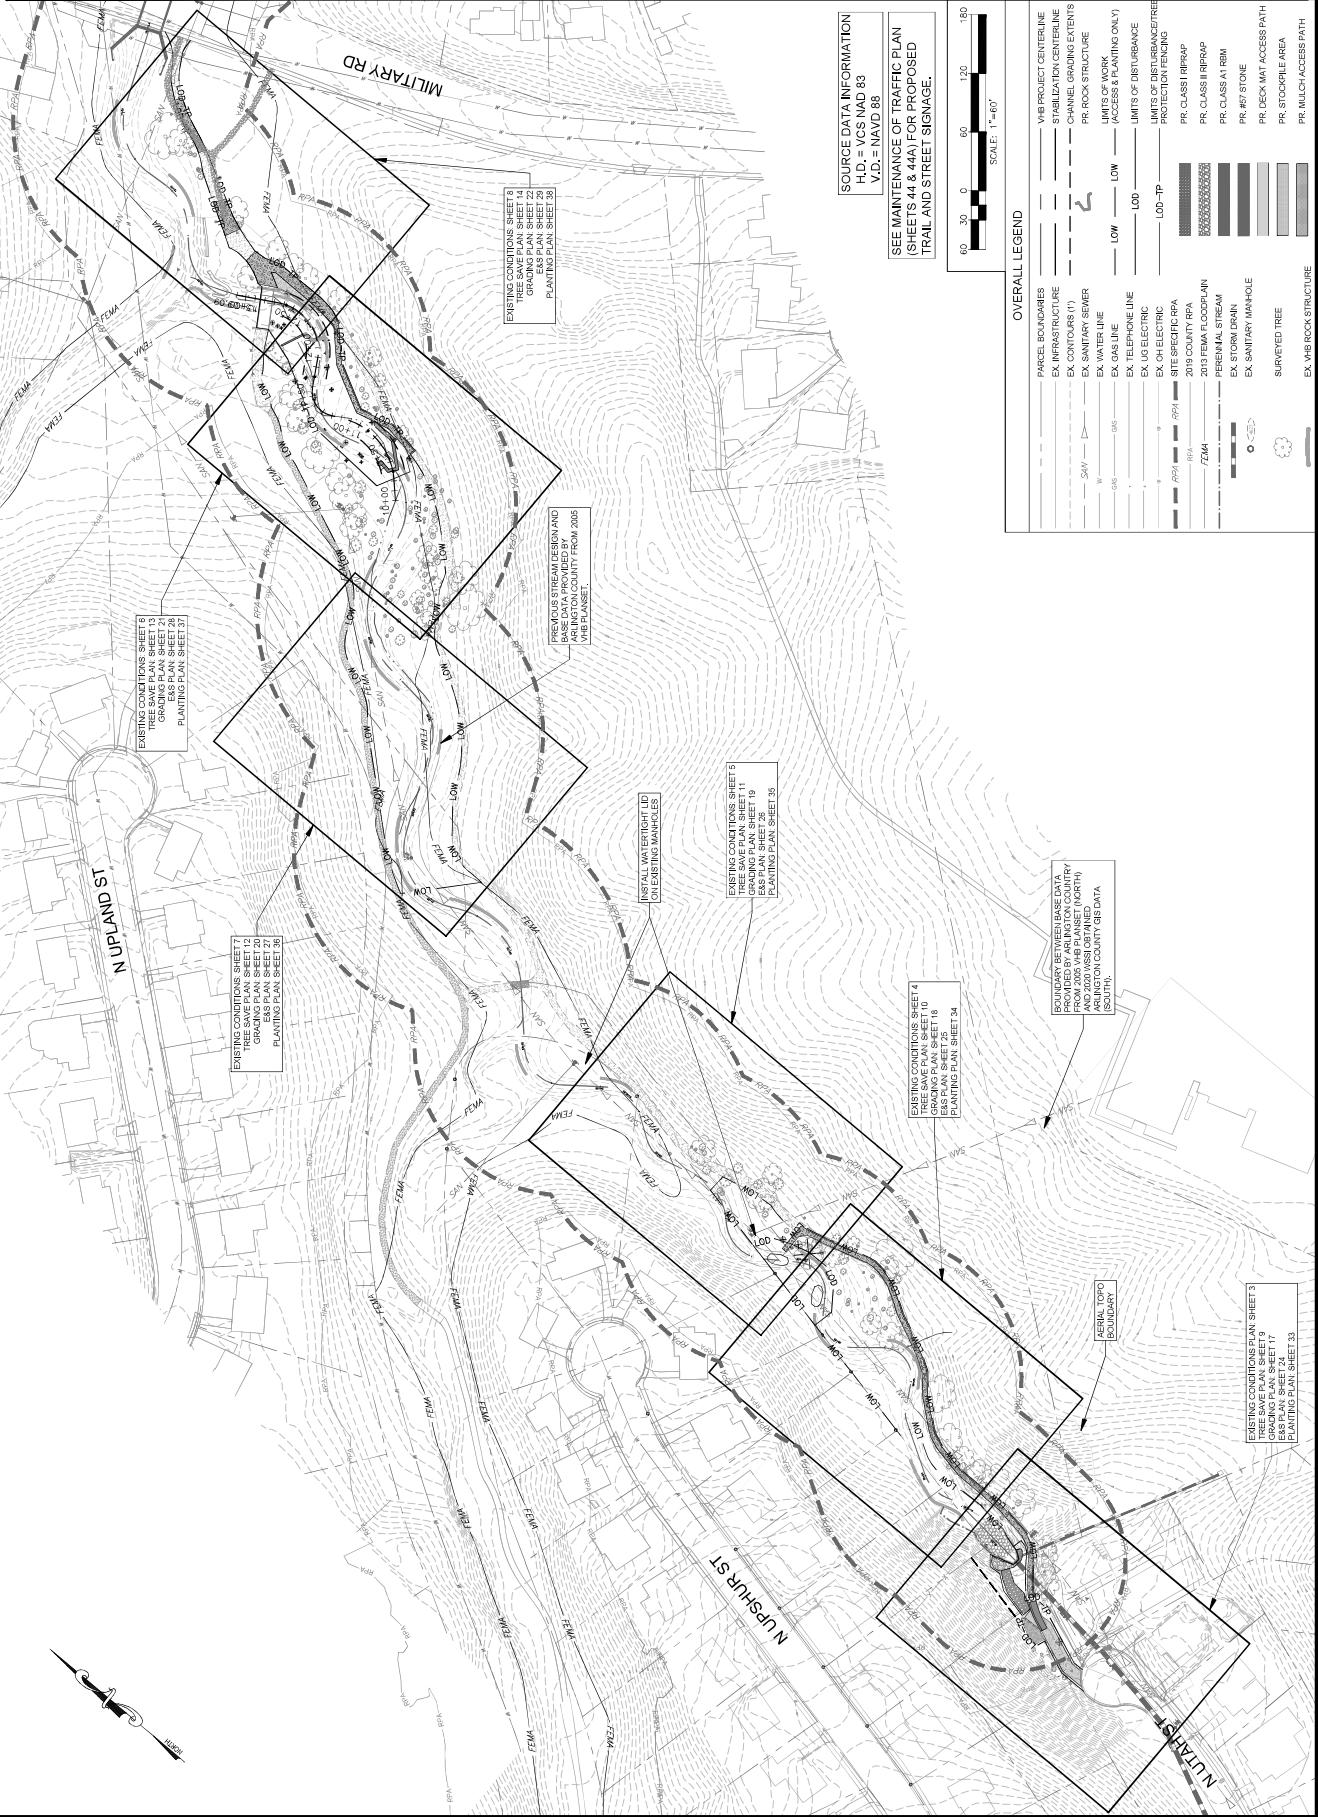 MILITARY RD
SOURCE DATA INFORMATION
H.D. = VCS NAD 83
V.D. = NAVD 88
SEE MAINTENANCE OF TRAFFIC PLAN
(SHEETS 44 & 44A) FOR PROPOSED
TRAIL AND STREET SIGNAGE.
60 30 0 60 120 180
SCALE: 1"=60'
OVERALL LEGEND
PARCEL BOUNDARIES
EX. INFRASTRUCTURE
EX. CONTOURS (1')
SAN
EX. SANITARY SEWER
W
EX. WATER LINE
GAS GAS
EX. GAS LINE
EX. TELEPHONE LINE
EX. UG ELECTRIC
EX. OH ELECTRIC
RPA RPA
SITE SPECIFIC RPA
RPA
2019 COUNTY RPA
FEMA
2013 FEMA FLOODPLAIN
PERENNIAL STREAM
EX. STORM DRAIN
EX. SANITARY MANHOLE
SURVEYED TREE
EX. VHB ROCK STRUCTURE
VHB PROJECT CENTERLINE
STABILIZATION CENTERLINE
CHANNEL GRADING EXTENTS
PR. ROCK STRUCTURE
LOW LOW
LIMITS OF WORK
(ACCESS & PLANTING ONLY)
LOD
LIMITS OF DISTURBANCE
LOD-TP
LIMITS OF DISTURBANCE/TREE
PROTECTION FENCING
PR. CLASS I RIPRAP
PR. CLASS II RIPRAP
PR. CLASS A1 RBM
PR. #57 STONE
PR. DECK MAT ACCESS PATH
PR. STOCKPILE AREA
PR. MULCH ACCESS PATH
EXISTING CONDITIONS: SHEET 8
TREE SAVE PLAN: SHEET 14
GRADING PLAN: SHEET 22
E&S PLAN: SHEET 29
PLANTING PLAN: SHEET 38
EXISTING CONDITIONS: SHEET 6
TREE SAVE PLAN: SHEET 13
GRADING PLAN: SHEET 21
E&S PLAN: SHEET 28
PLANTING PLAN: SHEET 37
PREVIOUS STREAM DESIGN AND
BASE DATA PROVIDED BY
ARLINGTON COUNTY FROM 2005
VHB PLANSET.
N UPLAND ST
EXISTING CONDITIONS: SHEET 7
TREE SAVE PLAN: SHEET 12
GRADING PLAN: SHEET 20
E&S PLAN: SHEET 27
PLANTING PLAN: SHEET 36
INSTALL WATERTIGHT LID
ON EXISTING MANHOLES
EXISTING CONDITIONS: SHEET 5
TREE SAVE PLAN: SHEET 11
GRADING PLAN: SHEET 19
E&S PLAN: SHEET 26
PLANTING PLAN: SHEET 35
BOUNDARY BETWEEN BASE DATA
PROVIDED BY ARLINGTON COUNTRY
FROM 2005 VHB PLANSET (NORTH)
AND 2020 WSSI OBTAINED
ARLINGTON COUNTY GIS DATA
(SOUTH).
EXISTING CONDITIONS: SHEET 4
TREE SAVE PLAN: SHEET 10
GRADING PLAN: SHEET 18
E&S PLAN: SHEET 25
PLANTING PLAN: SHEET 34
AERIAL TOPO
BOUNDARY
EXISTING CONDITIONS PLAN: SHEET 3
TREE SAVE PLAN: SHEET 9
GRADING PLAN: SHEET 17
E&S PLAN: SHEET 24
PLANTING PLAN: SHEET 33
N UPSHUR ST
N UTAH ST
NORTH
10+00
11+00